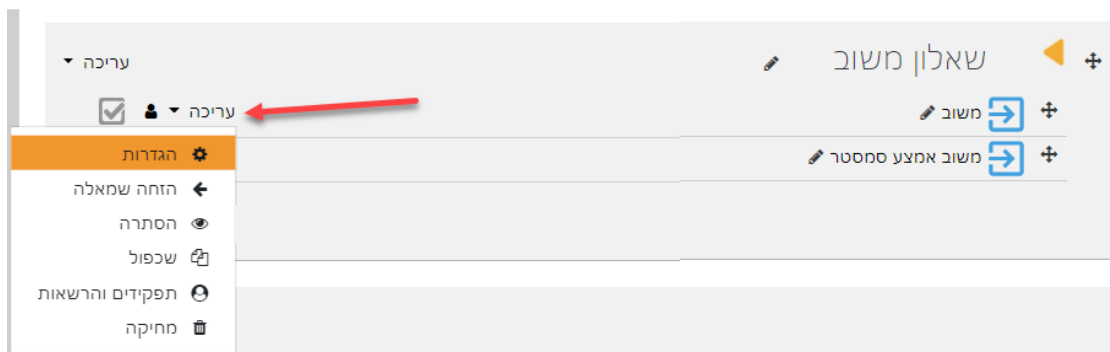 שאלון משוב
עריכה
משוב
עריכה
משוב אמצע סמסטר
הגדרות
הזחה שמאלה
הסתרה
שכפול
תפקידים והרשאות
מחיקה